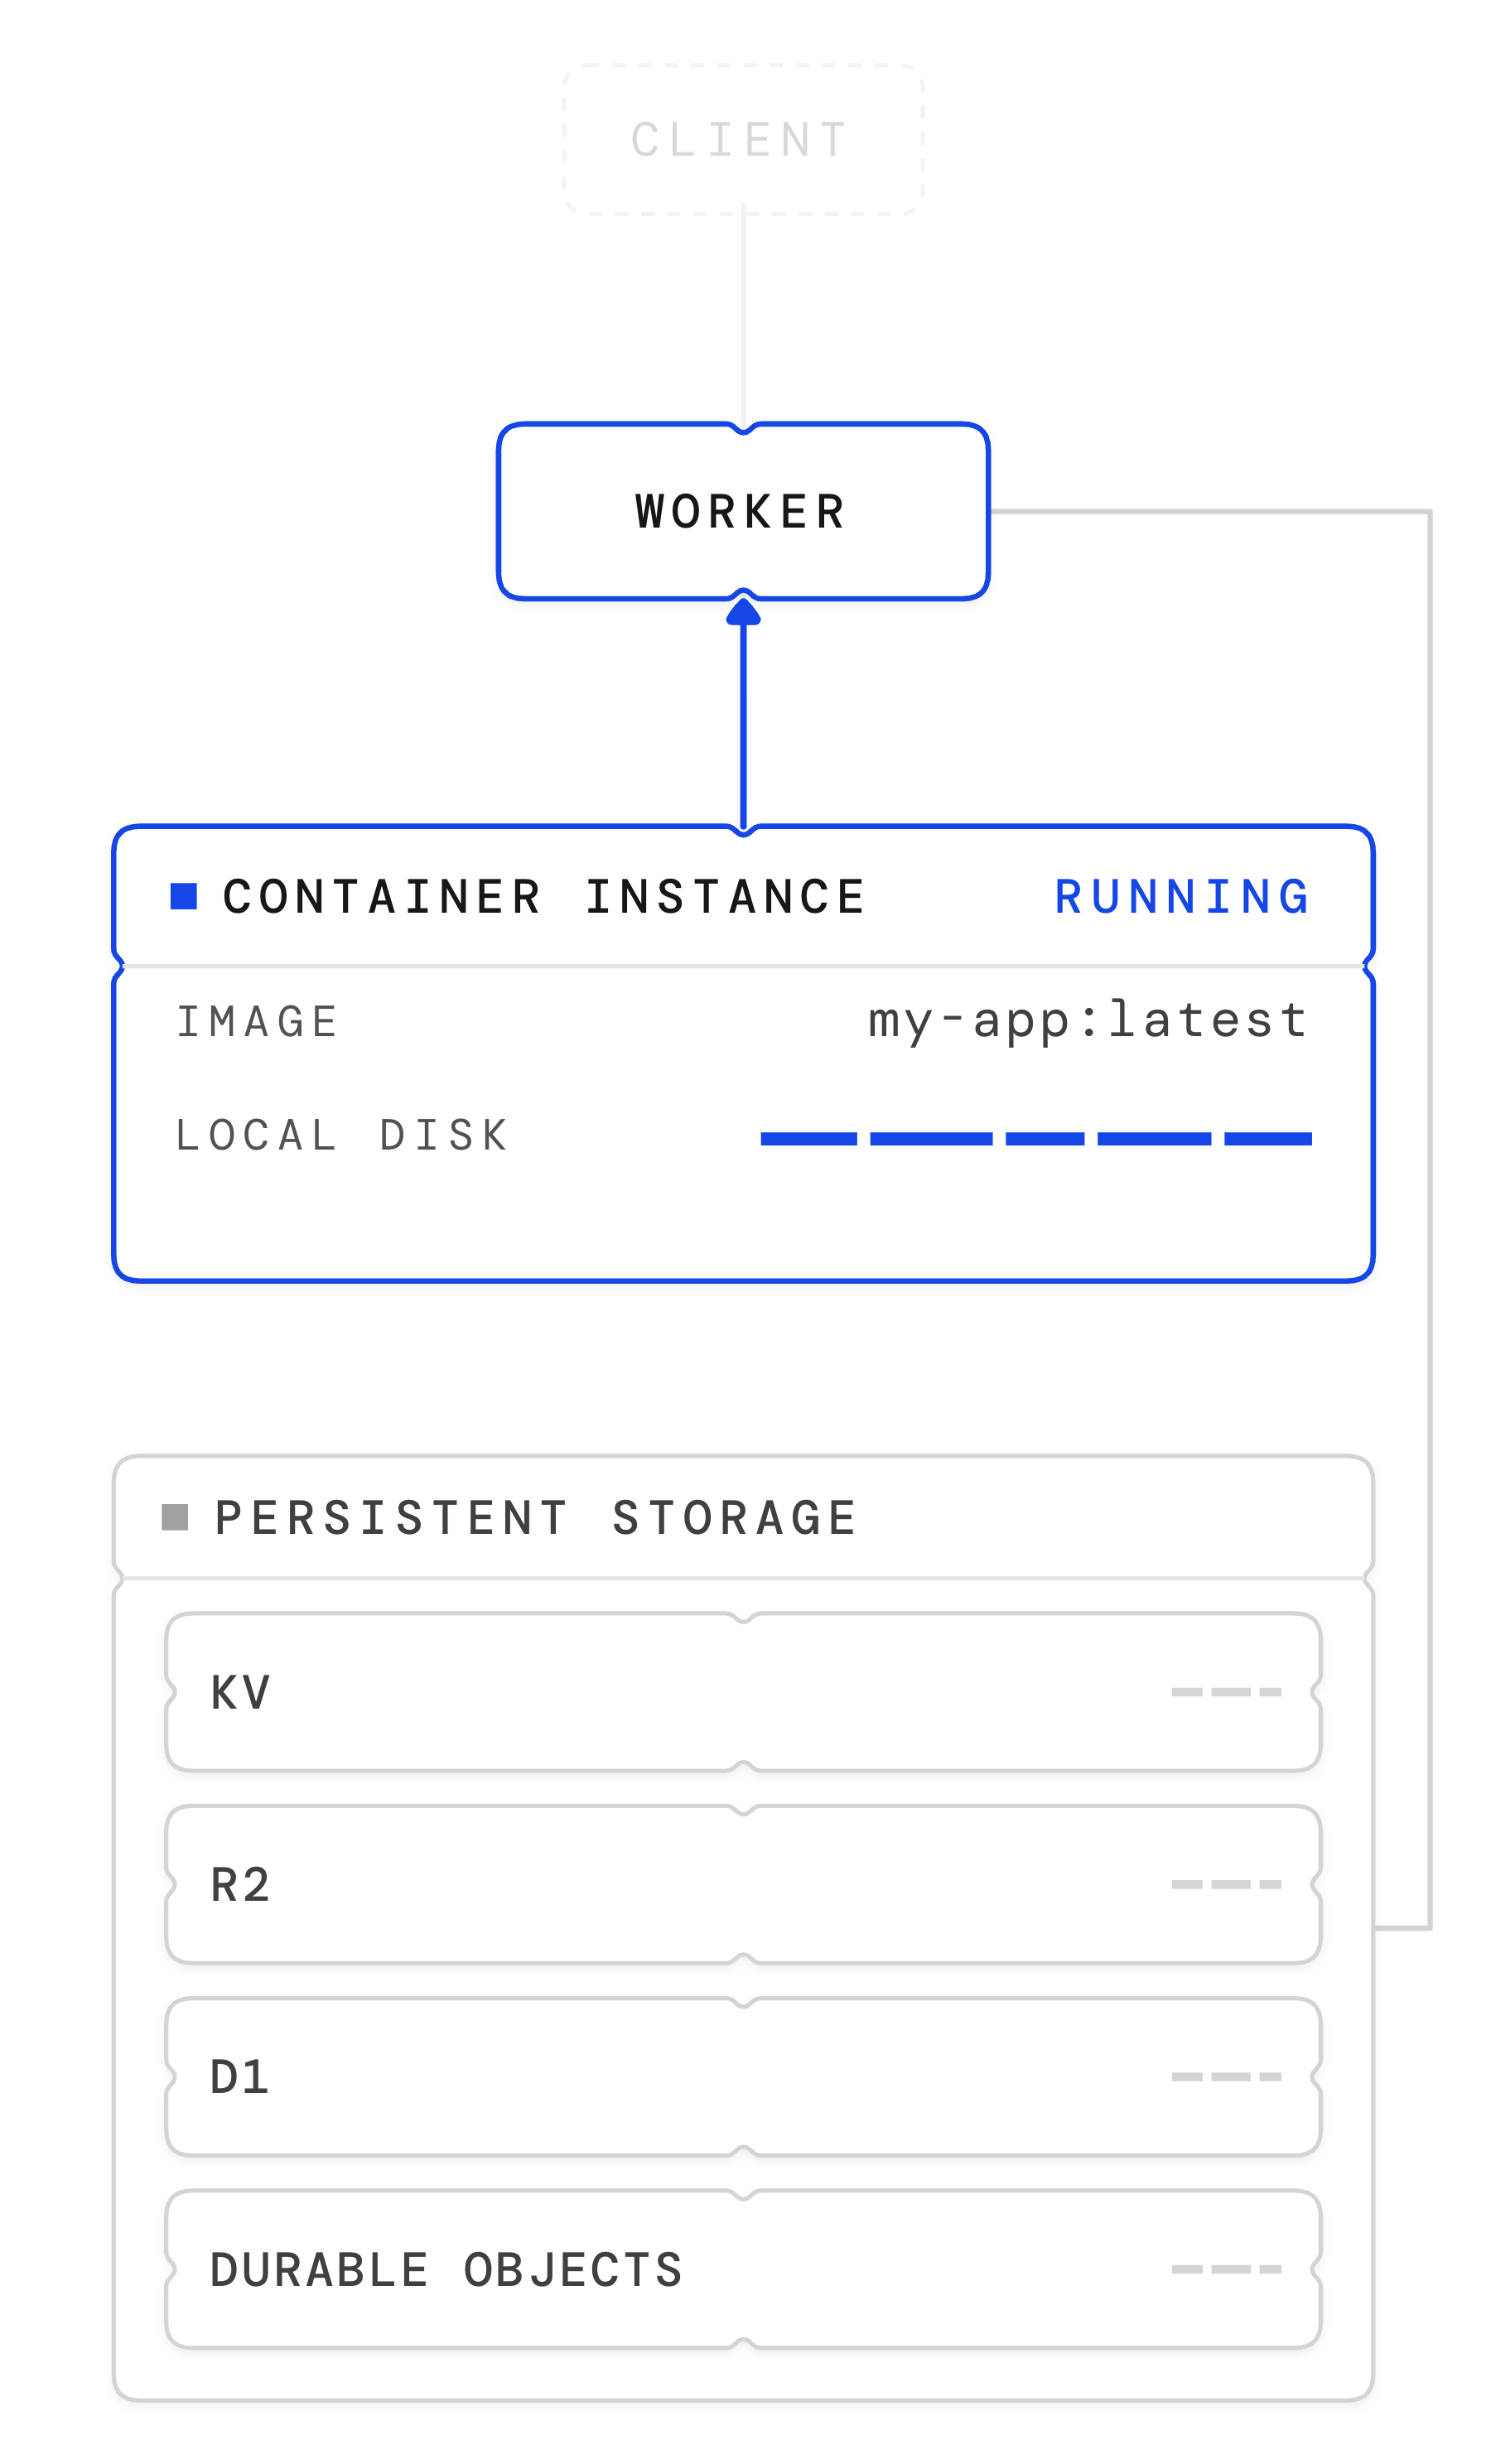 CLIENT
WORKER
CONTAINER INSTANCE RUNNING
IMAGE my-app:latest
LOCAL DISK
PERSISTENT STORAGE
KV
R2
D1
DURABLE OBJECTS